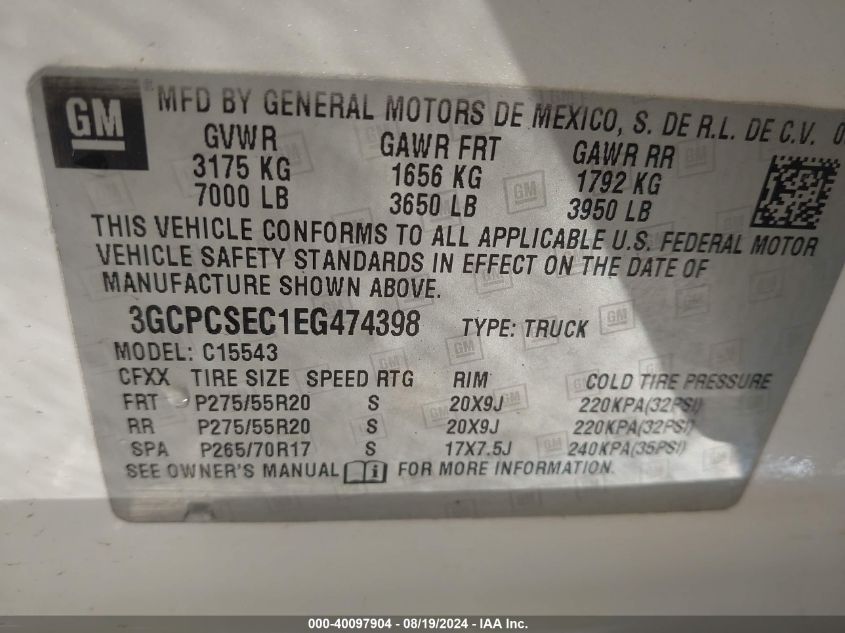 GM ® MFD BY GENERAL MOTORS DE MEXICO, S. DE R.L. DE C.V. 0
GVWR GAWR FRT GAWR RR
3175 KG 1656 KG 1792 KG
7000 LB 3650 LB 3950 LB
THIS VEHICLE CONFORMS TO ALL APPLICABLE U.S. FEDERAL MOTOR
VEHICLE SAFETY STANDARDS IN EFFECT ON THE DATE OF
MANUFACTURE SHOWN ABOVE.
3GCPCSEC1EG474398 TYPE: TRUCK
MODEL: C15543
CFXX TIRE SIZE SPEED RTG RIM COLD TIRE PRESSURE
FRT P275/55R20 S 20X9J 220KPA(32PSI)
RR P275/55R20 S 20X9J 220KPA(32PSI)
SPA P265/70R17 S 17X7.5J 240KPA(35PSI)
SEE OWNER'S MANUAL FOR MORE INFORMATION.
000-40097904 - 08/19/2024 - IAA Inc.